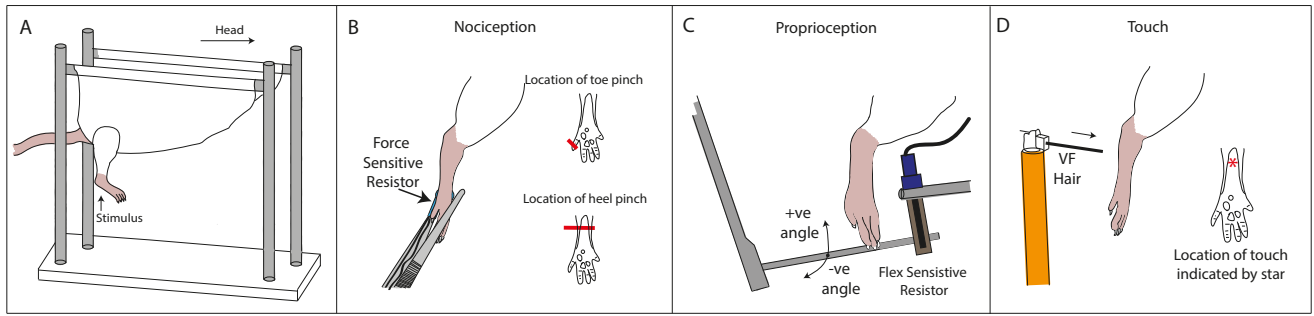 A
Head
Stimulus
B
Nociception
Location of toe pinch
Force
Sensitive
Resistor
Location of heel pinch
C
Proprioception
+ve
angle
-ve
angle
Flex Sensistive
Resistor
D
Touch
VF
Hair
*
Location of touch
indicated by star